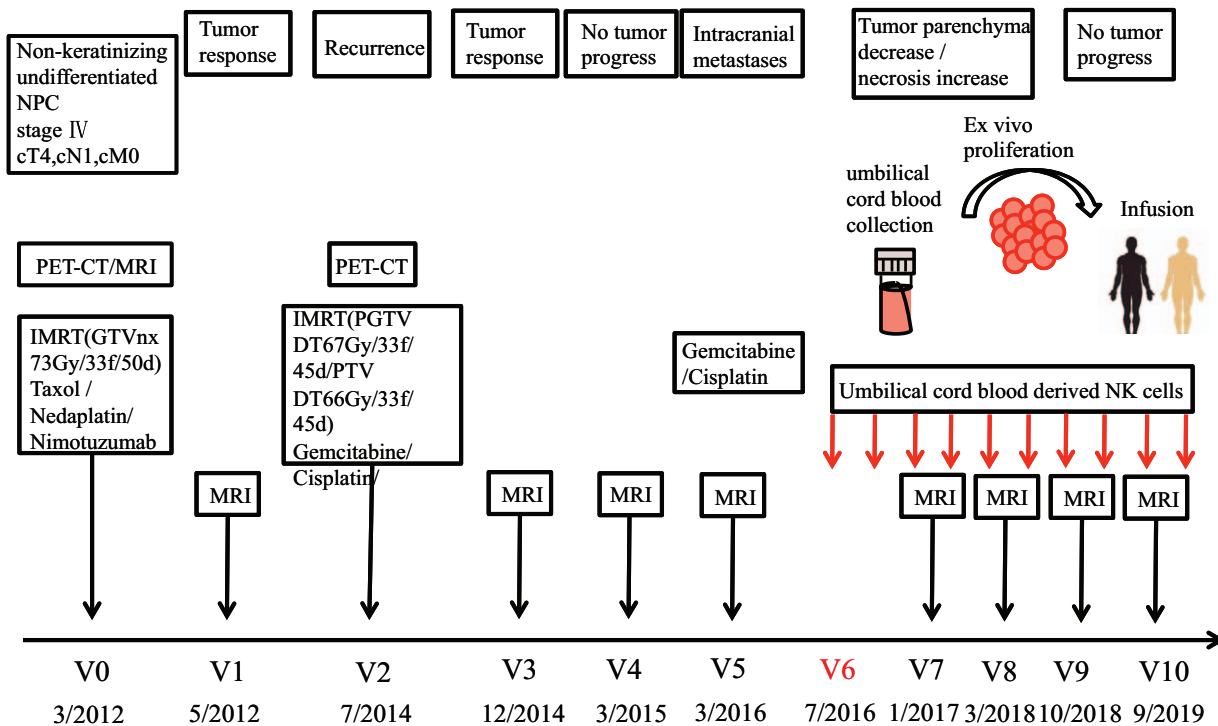 Non-keratinizing
undifferentiated
NPC
stage Ⅳ
cT4,cN1,cM0
Tumor
response
Recurrence
Tumor
response
No tumor
progress
Intracranial
metastases
Tumor parenchyma
decrease /
necrosis increase
No tumor
progress
umbilical
cord blood
collection
Ex vivo
proliferation
Infusion
PET-CT/MRI
PET-CT
IMRT(GTVnx
73Gy/33f/50d)
Taxol /
Nedaplatin/
Nimotuzumab
IMRT(PGTV
DT67Gy/33f/
45d/PTV
DT66Gy/33f/
45d)
Gemcitabine/
Cisplatin/
Gemcitabine
/Cisplatin
Umbilical cord blood derived NK cells
MRI
MRI
MRI
MRI
MRI
MRI
MRI
MRI
V0
V1
V2
V3
V4
V5
V6
V7
V8
V9
V10
3/2012
5/2012
7/2014
12/2014
3/2015
3/2016
7/2016
1/2017
3/2018
10/2018
9/2019